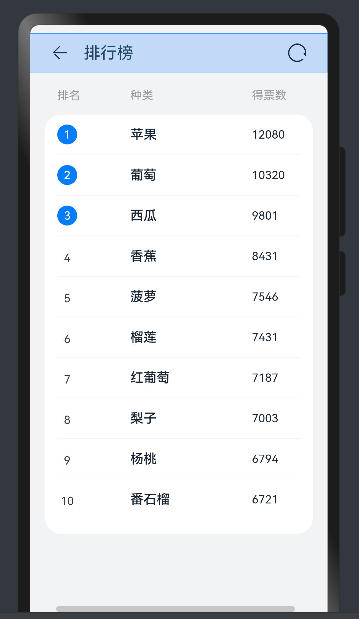 排行榜
排名 种类 得票数
1 苹果 12080
2 葡萄 10320
3 西瓜 9801
4 香蕉 8431
5 菠萝 7546
6 榴莲 7431
7 红葡萄 7187
8 梨子 7003
9 杨桃 6794
10 番石榴 6721